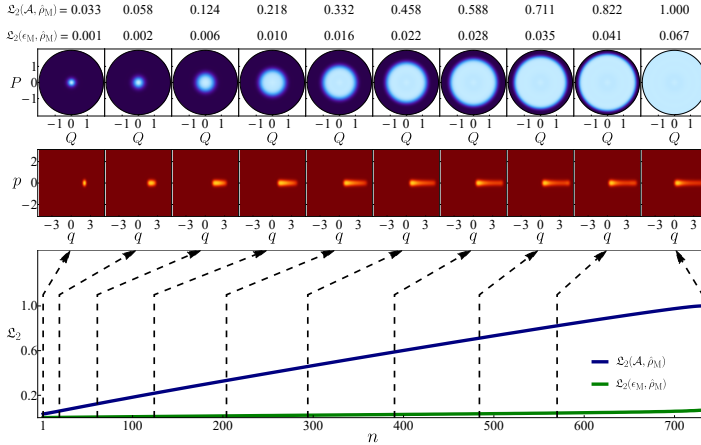 𝔏₂(𝒜, ρ̂_M) = 0.033 0.058 0.124 0.218 0.332 0.458 0.588 0.711 0.822 1.000
𝔏₂(ϵ_M, ρ̂_M) = 0.001 0.002 0.006 0.010 0.016 0.022 0.028 0.035 0.041 0.067
1
P 0
−1
−1 0 1 −1 0 1 −1 0 1 −1 0 1 −1 0 1 −1 0 1 −1 0 1 −1 0 1 −1 0 1 −1 0 1
Q Q Q Q Q Q Q Q Q Q
2
p 0
−2
−3 0 3 −3 0 3 −3 0 3 −3 0 3 −3 0 3 −3 0 3 −3 0 3 −3 0 3 −3 0 3 −3 0 3
q q q q q q q q q q
1.0
𝔏₂
0.6
𝔏₂(𝒜, ρ̂_M)
0.2
𝔏₂(ϵ_M, ρ̂_M)
1 100 200 300 400 500 600 700
n